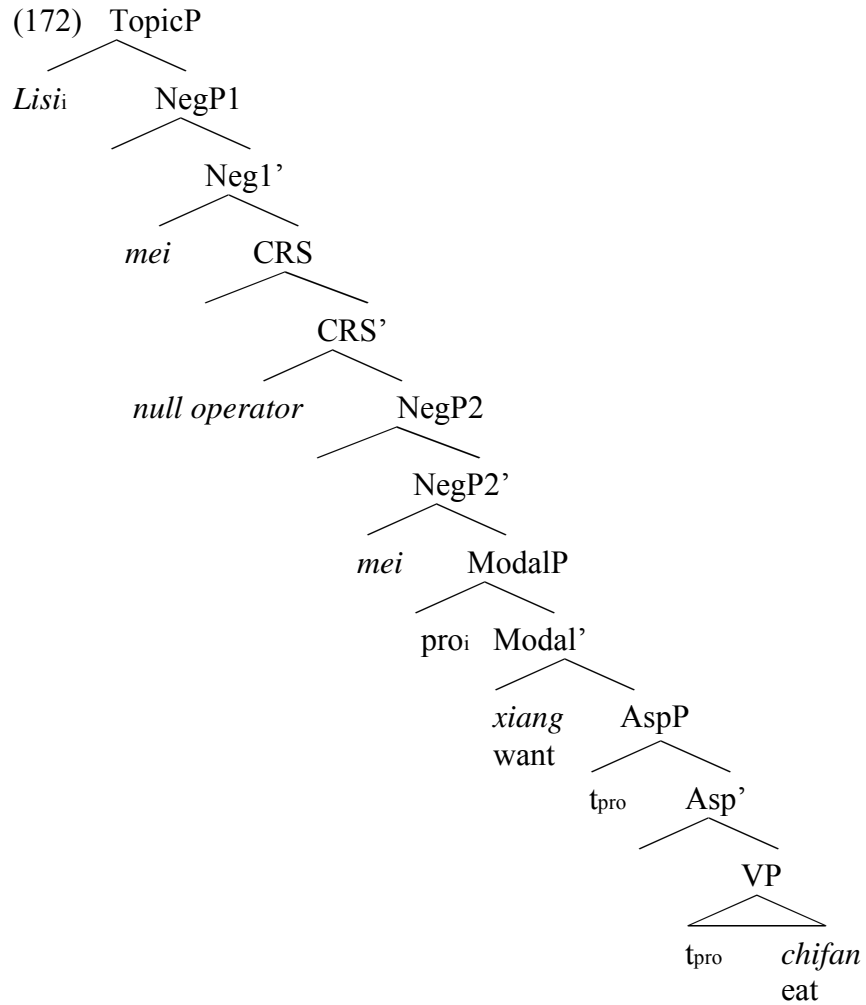 (172) TopicP
Lisii NegP1
Neg1’
mei CRS
CRS’
null operator NegP2
NegP2’
mei ModalP
proi Modal’
xiang AspP
want
tpro Asp’
VP
tpro chifan
eat